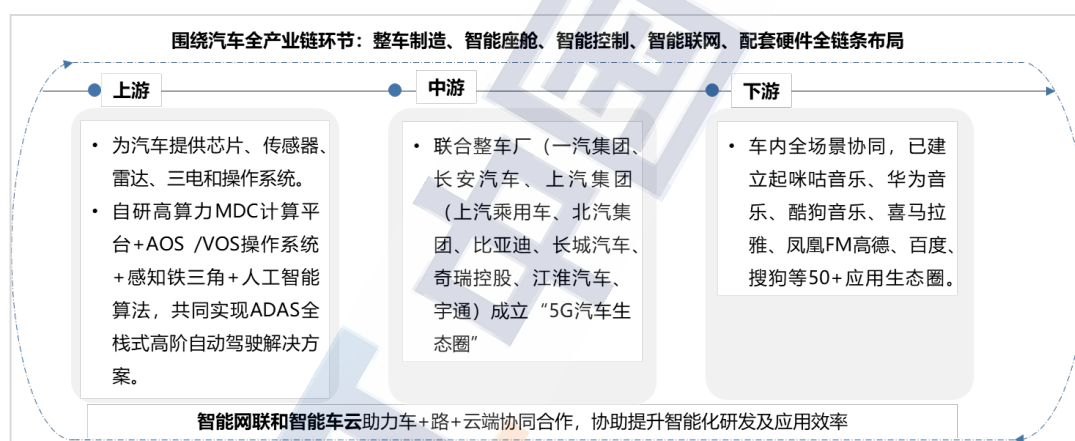 围绕汽车全产业链环节：整车制造、智能座舱、智能控制、智能联网、配套硬件全链条布局
上游
中游
下游
• 为汽车提供芯片、传感器、
雷达、三电和操作系统。
• 自研高算力MDC计算平
台+AOS /VOS操作系统
+感知铁三角+人工智能
算法，共同实现ADAS全
栈式高阶自动驾驶解决方
案。
• 联合整车厂（一汽集团、
长安汽车、上汽集团
（上汽乘用车、北汽集
团、比亚迪、长城汽车、
奇瑞控股、江淮汽车、
宇通）成立“5G汽车生
态圈”
• 车内全场景协同，已建
立起咪咕音乐、华为音
乐、酷狗音乐、喜马拉
雅、凤凰FM高德、百度、
搜狗等50+应用生态圈。
智能网联和智能车云助力车+路+云端协同合作，协助提升智能化研发及应用效率